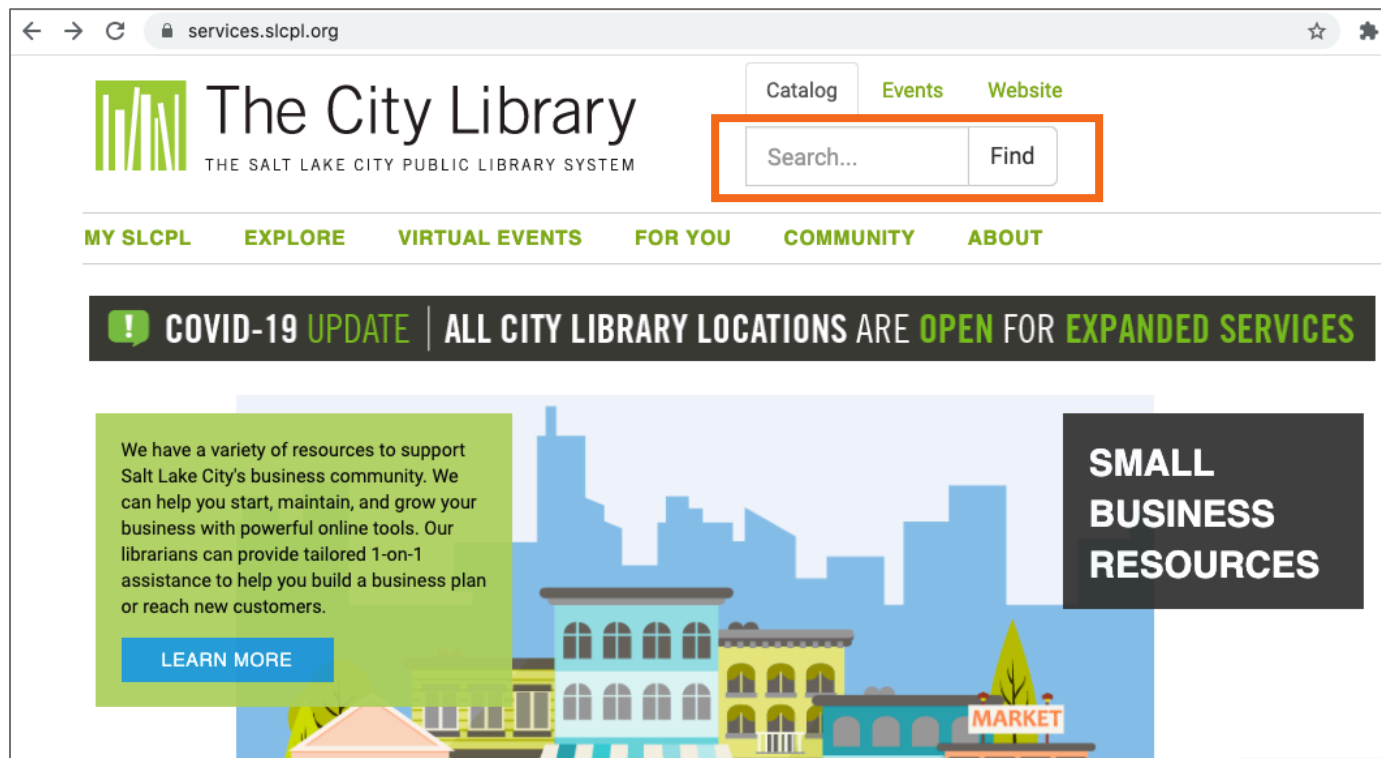 services.slcpl.org
The City Library
THE SALT LAKE CITY PUBLIC LIBRARY SYSTEM
Catalog Events Website
Search... Find
MY SLCPL EXPLORE VIRTUAL EVENTS FOR YOU COMMUNITY ABOUT
! COVID-19 UPDATE | ALL CITY LIBRARY LOCATIONS ARE OPEN FOR EXPANDED SERVICES
We have a variety of resources to support
Salt Lake City's business community. We
can help you start, maintain, and grow your
business with powerful online tools. Our
librarians can provide tailored 1-on-1
assistance to help you build a business plan
or reach new customers.
LEARN MORE
SMALL
BUSINESS
RESOURCES
MARKET